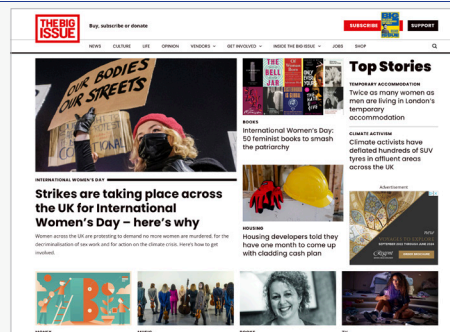 THE BIG
ISSUE
Buy, subscribe or donate
SUBSCRIBE
SUPPORT
NEWS CULTURE LIFE OPINION VENDORS GET INVOLVED INSIDE THE BIG ISSUE JOBS SHOP
OUR BODIES
OUR STREETS
INTERNATIONAL WOMEN'S DAY
Strikes are taking place across
the UK for International
Women's Day – here's why
Women across the UK are protesting to demand no more women are murdered, for the
decriminalisation of sex work and for action on the climate crisis. Here's how to get
involved.
THE
BELL
JAR
BOOKS
International Women's Day:
50 feminist books to smash
the patriarchy
HOUSING
Housing developers told they
have one month to come up
with cladding cash plan
Top Stories
TEMPORARY ACCOMMODATION
Twice as many women as
men are living in London's
temporary
accommodation
CLIMATE ACTIVISM
Climate activists have
deflated hundreds of SUV
tyres in affluent areas
across the UK
Advertisement
Regent